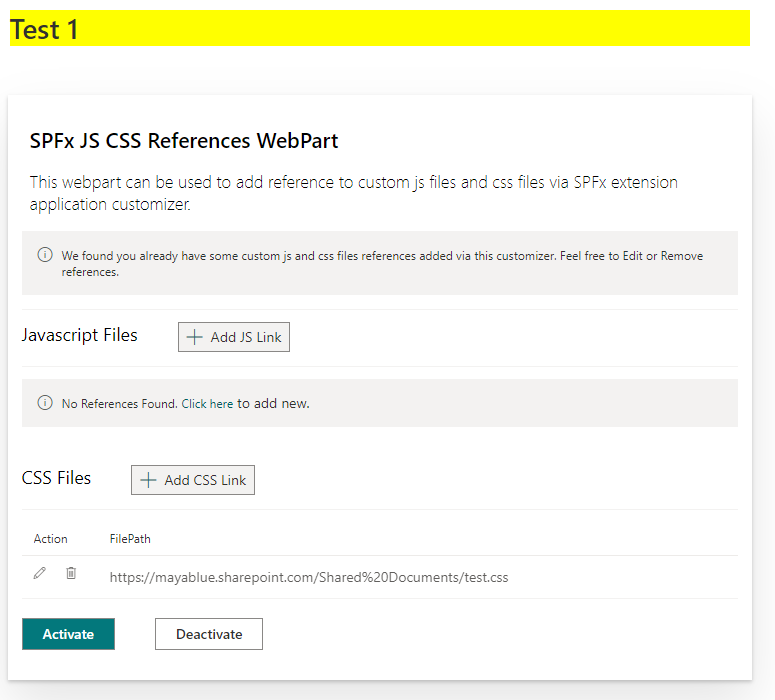 Test 1
SPFx JS CSS References WebPart
This webpart can be used to add reference to custom js files and css files via SPFx extension
application customizer.
We found you already have some custom js and css files references added via this customizer. Feel free to Edit or Remove
references.
Javascript Files
Add JS Link
No References Found. Click here to add new.
CSS Files
Add CSS Link
Action FilePath
https://mayablue.sharepoint.com/Shared%20Documents/test.css
Activate Deactivate